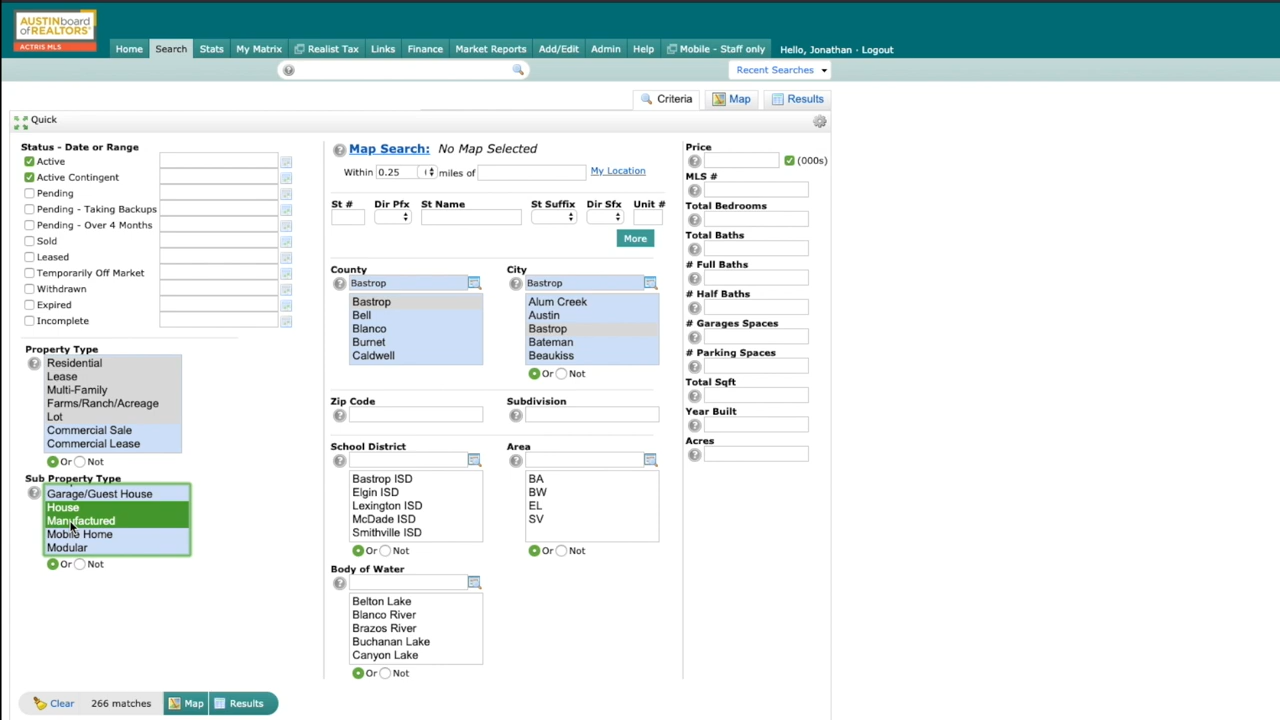 AUSTINboard
of REALTORS®
ACTRIS MLS
Home Search Stats My Matrix Realist Tax Links Finance Market Reports Add/Edit Admin Help Mobile - Staff only Hello, Jonathan · Logout
Recent Searches
Criteria Map Results
Quick
Status - Date or Range
Active
Active Contingent
Pending
Pending - Taking Backups
Pending - Over 4 Months
Sold
Leased
Temporarily Off Market
Withdrawn
Expired
Incomplete
Property Type
Residential
Lease
Multi-Family
Farms/Ranch/Acreage
Lot
Commercial Sale
Commercial Lease
Or Not
Sub Property Type
Garage/Guest House
House
Manufactured
Mobile Home
Modular
Or Not
Map Search: No Map Selected
Within 0.25 miles of My Location
St # Dir Pfx St Name St Suffix Dir Sfx Unit #
More
County
Bastrop
Bastrop
Bell
Blanco
Burnet
Caldwell
City
Bastrop
Alum Creek
Austin
Bastrop
Bateman
Beaukiss
Or Not
Zip Code
Subdivision
School District
Bastrop ISD
Elgin ISD
Lexington ISD
McDade ISD
Smithville ISD
Or Not
Area
BA
BW
EL
SV
Or Not
Body of Water
Belton Lake
Blanco River
Brazos River
Buchanan Lake
Canyon Lake
Or Not
Price
(000s)
MLS #
Total Bedrooms
Total Baths
# Full Baths
# Half Baths
# Garages Spaces
# Parking Spaces
Total Sqft
Year Built
Acres
Clear 266 matches Map Results